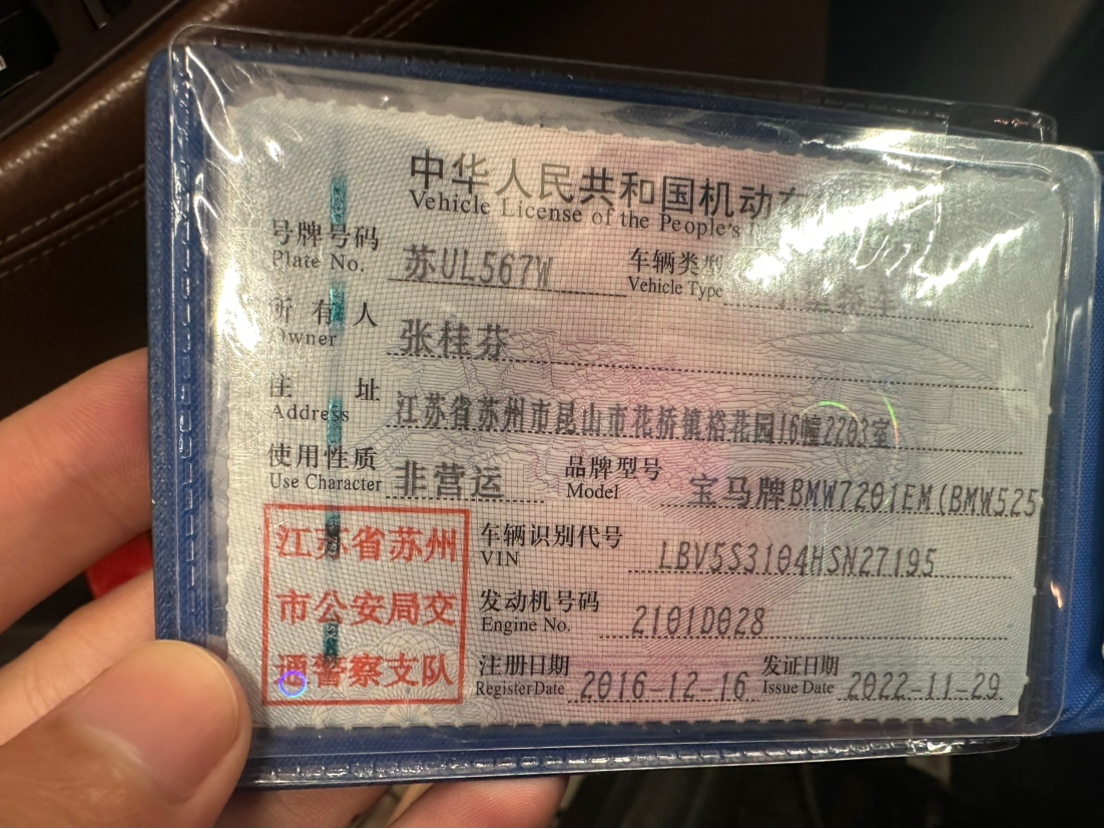 中华人民共和国机动车
Vehicle License of the People's
号牌号码 苏UL567W 车辆类型
Plate No. Vehicle Type
所有人 张桂芬
Owner
住址 江苏省苏州市昆山市花桥镇裕花园16幢2203室
Address
使用性质 非营运 品牌型号 宝马牌BMW7201EM(BMW525
Use Character Model
江苏省苏州
市公安局交
通警察支队
车辆识别代号 LBV5S3104HSN27195
VIN
发动机号码 2101D028
Engine No.
注册日期 2016-12-16 发证日期 2022-11-29
Register Date Issue Date